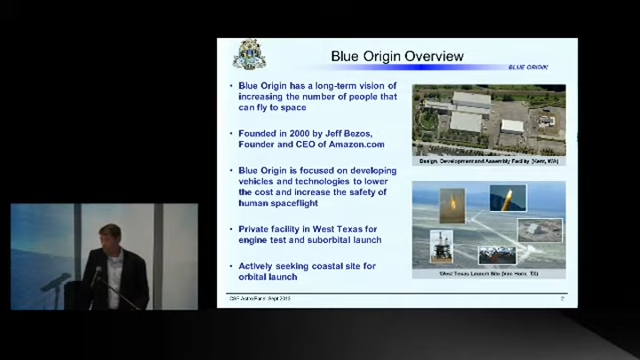 Blue Origin Overview
BLUE ORIGIN
• Blue Origin has a long-term vision of
increasing the number of people that
can fly to space
• Founded in 2000 by Jeff Bezos,
Founder and CEO of Amazon.com
• Blue Origin is focused on developing
vehicles and technologies to lower
the cost and increase the safety of
human spaceflight
• Private facility in West Texas for
engine test and suborbital launch
• Actively seeking coastal site for
orbital launch
Design, Development and Assembly Facility (Kent, WA)
West Texas Launch Site (Van Horn, TX)
2